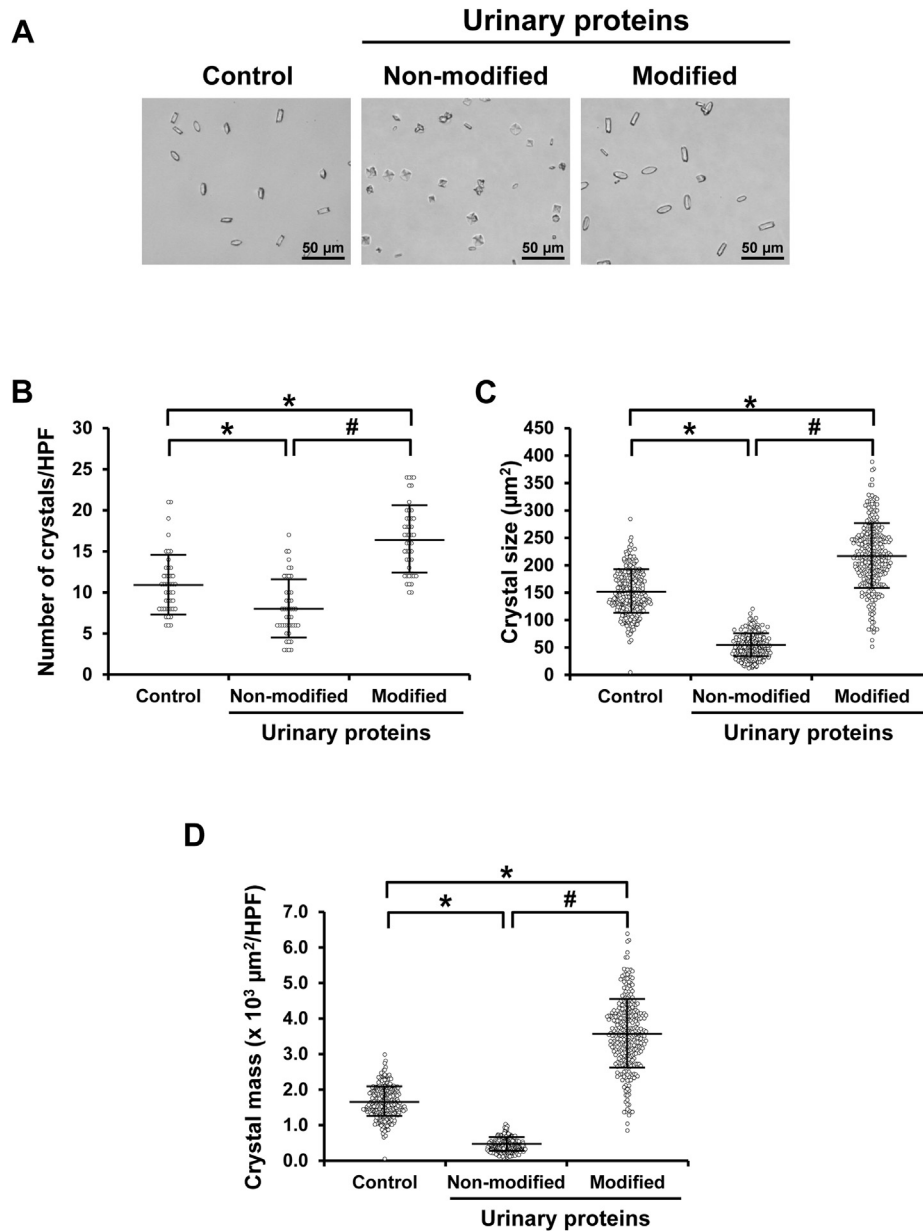 A
Urinary proteins
Control Non-modified Modified
50 µm 50 µm 50 µm
B
* * #
Number of crystals/HPF
30
25
20
15
10
5
0
Control Non-modified Modified
Urinary proteins
C
* * #
Crystal size (µm²)
450
400
350
300
250
200
150
100
50
0
Control Non-modified Modified
Urinary proteins
D
* * #
Crystal mass (x 10³ µm²/HPF)
7.0
6.0
5.0
4.0
3.0
2.0
1.0
0.0
Control Non-modified Modified
Urinary proteins